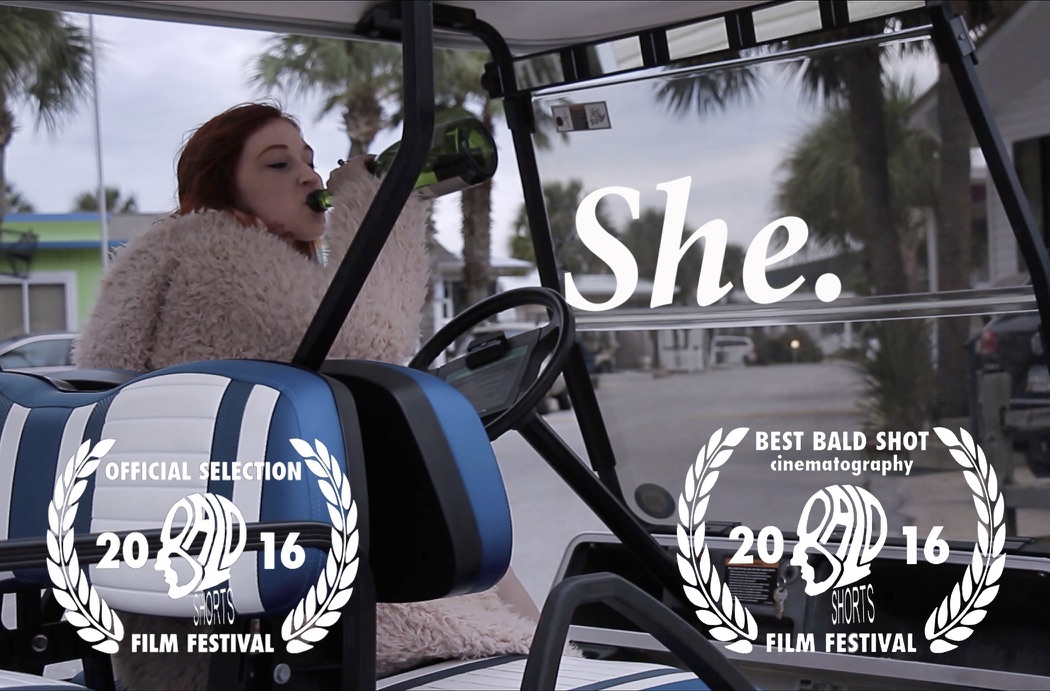 She.
OFFICIAL SELECTION
20 BALD 16
SHORTS
FILM FESTIVAL
BEST BALD SHOT
cinematography
20 BALD 16
SHORTS
FILM FESTIVAL